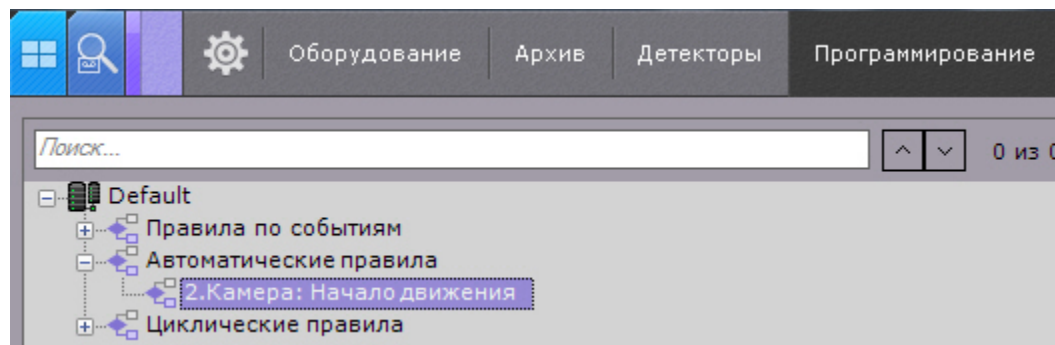 Оборудование Архив Детекторы Программирование
Поиск... 0 из
Default
Правила по событиям
Автоматические правила
2.Камера: Начало движения
Циклические правила